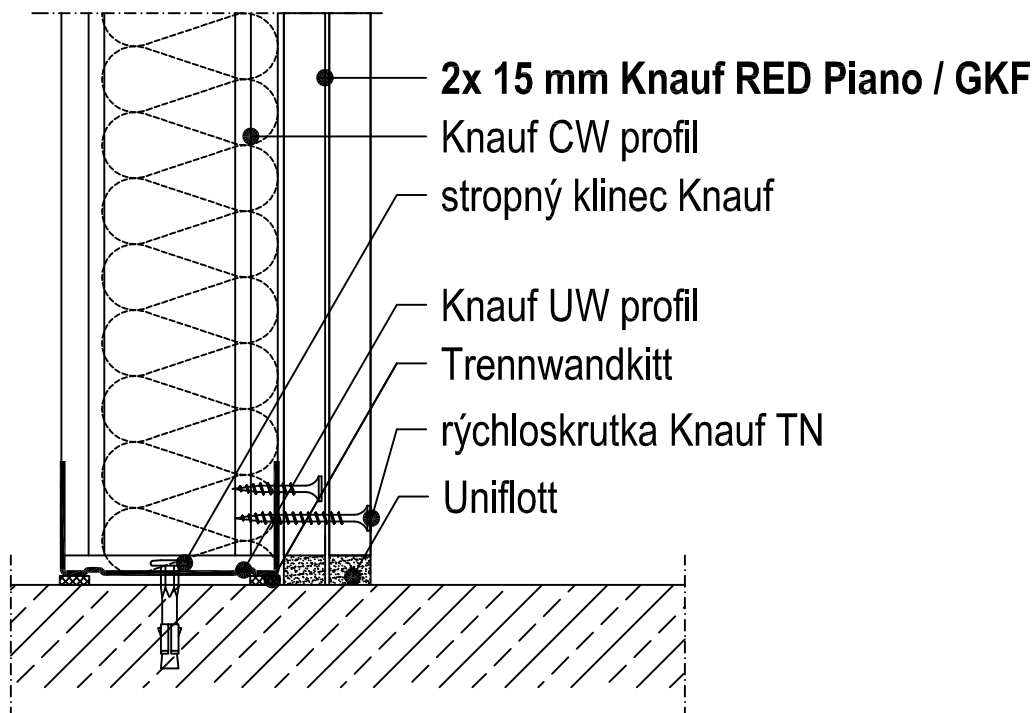 2x 15 mm Knauf RED Piano / GKF
Knauf CW profil
stropný klinec Knauf
Knauf UW profil
Trennwandkitt
rýchloskrutka Knauf TN
Uniflott